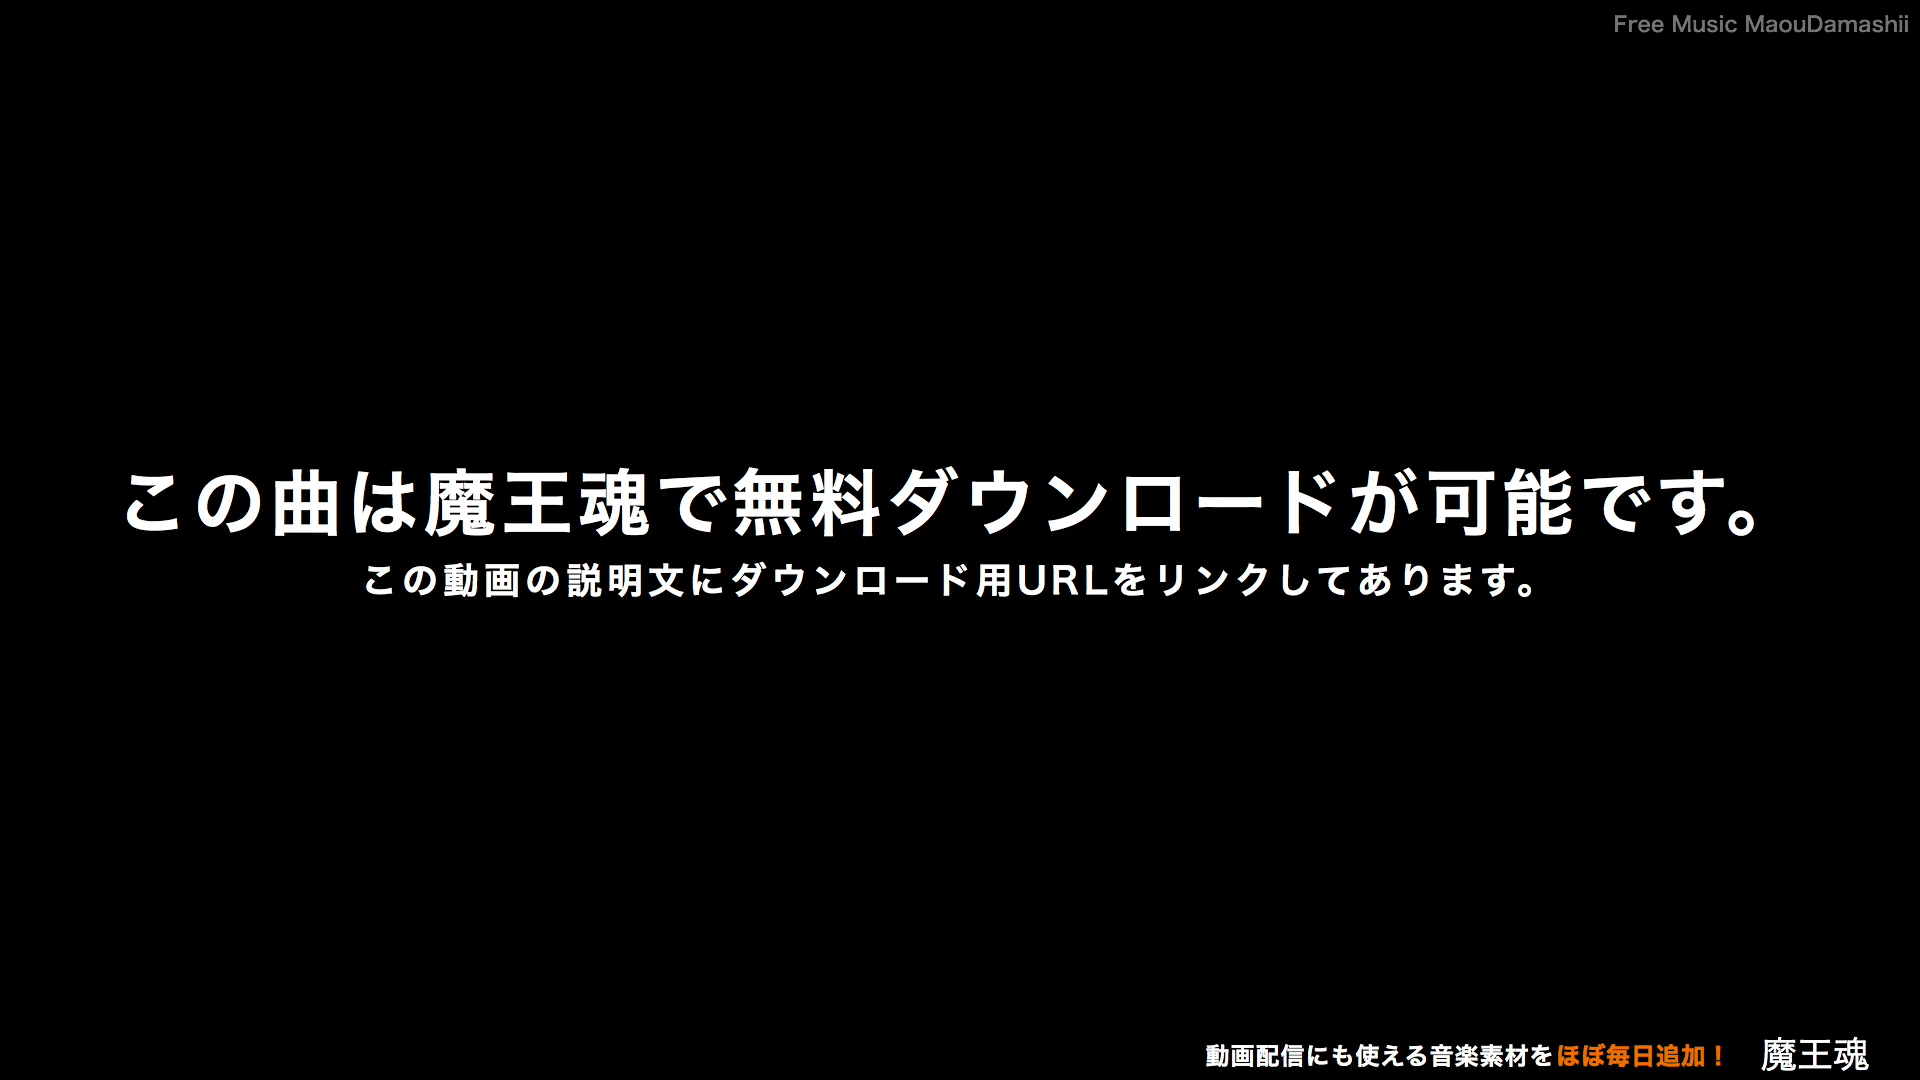 Free Music MaouDamashii
この曲は魔王魂で無料ダウンロードが可能です。
この動画の説明文にダウンロード用URLをリンクしてあります。
動画配信にも使える音楽素材をほぼ毎日追加！ 魔王魂